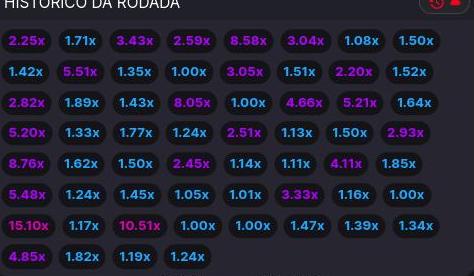 HISTÓRICO DA RODADA
2.25x 1.71x 3.43x 2.59x 8.58x 3.04x 1.08x 1.50x
1.42x 5.51x 1.35x 1.00x 3.05x 1.51x 2.20x 1.52x
2.82x 1.89x 1.43x 8.05x 1.00x 4.66x 5.21x 1.64x
5.20x 1.33x 1.77x 1.24x 2.51x 1.13x 1.50x 2.93x
8.76x 1.62x 1.50x 2.45x 1.14x 1.11x 4.11x 1.85x
5.48x 1.24x 1.45x 1.05x 1.01x 3.33x 1.16x 1.00x
15.10x 1.17x 10.51x 1.00x 1.00x 1.47x 1.39x 1.34x
4.85x 1.82x 1.19x 1.24x